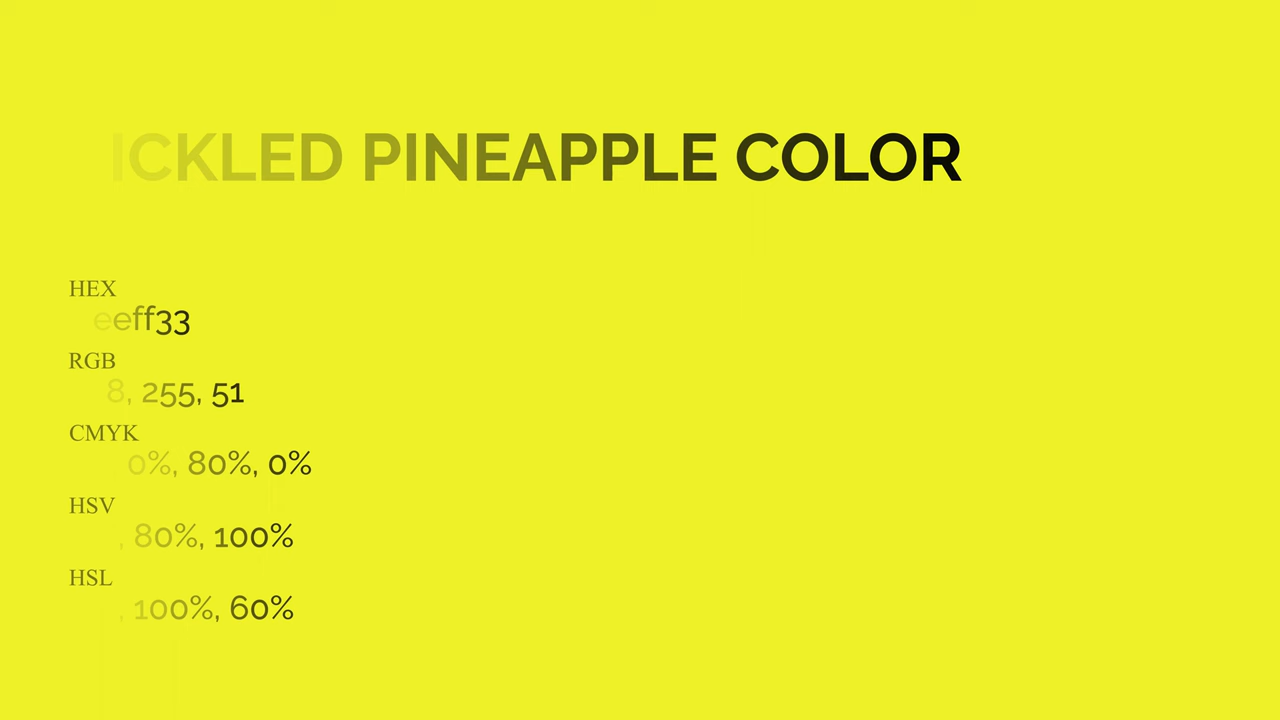 ICKLED PINEAPPLE COLOR
HEX
eeff33
RGB
8, 255, 51
CMYK
0%, 80%, 0%
HSV
, 80%, 100%
HSL
, 100%, 60%